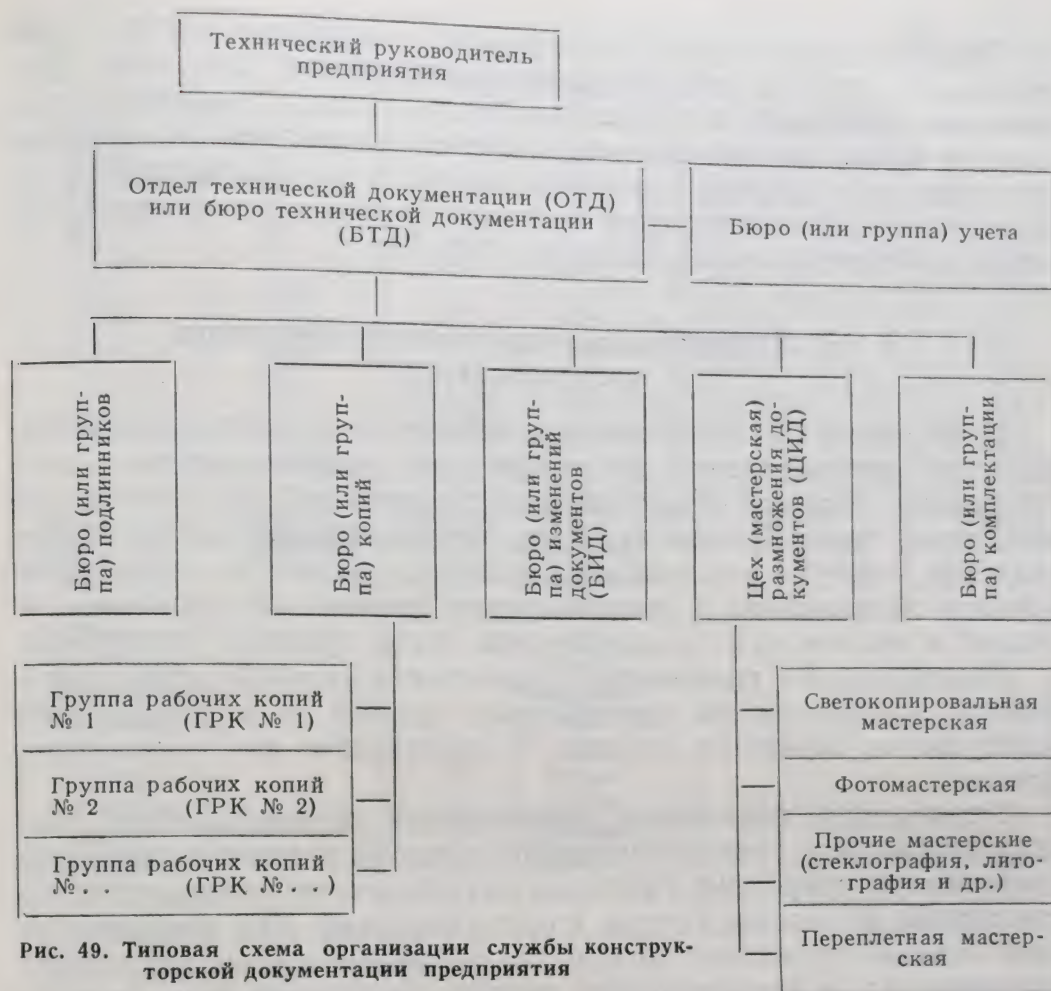 Технический руководитель
предприятия
Отдел технической документации (ОТД)
или бюро технической документации
(БТД)
Бюро (или группа) учета
Бюро (или груп-
па) подлинников
Бюро (или груп-
па) копий
Бюро (или груп-
па) изменений
документов
(БИД)
Цех (мастерская)
размножения до-
кументов (ЦИД)
Бюро (или груп-
па) комплектации
Группа рабочих копий
№ 1 (ГРК № 1)
Группа рабочих копий
№ 2 (ГРК № 2)
Группа рабочих копий
№. . (ГРК №. .)
Светокопировальная
мастерская
Фотомастерская
Прочие мастерские
(стеклография, лито-
графия и др.)
Переплетная мастер-
ская
Рис. 49. Типовая схема организации службы конструк-
торской документации предприятия